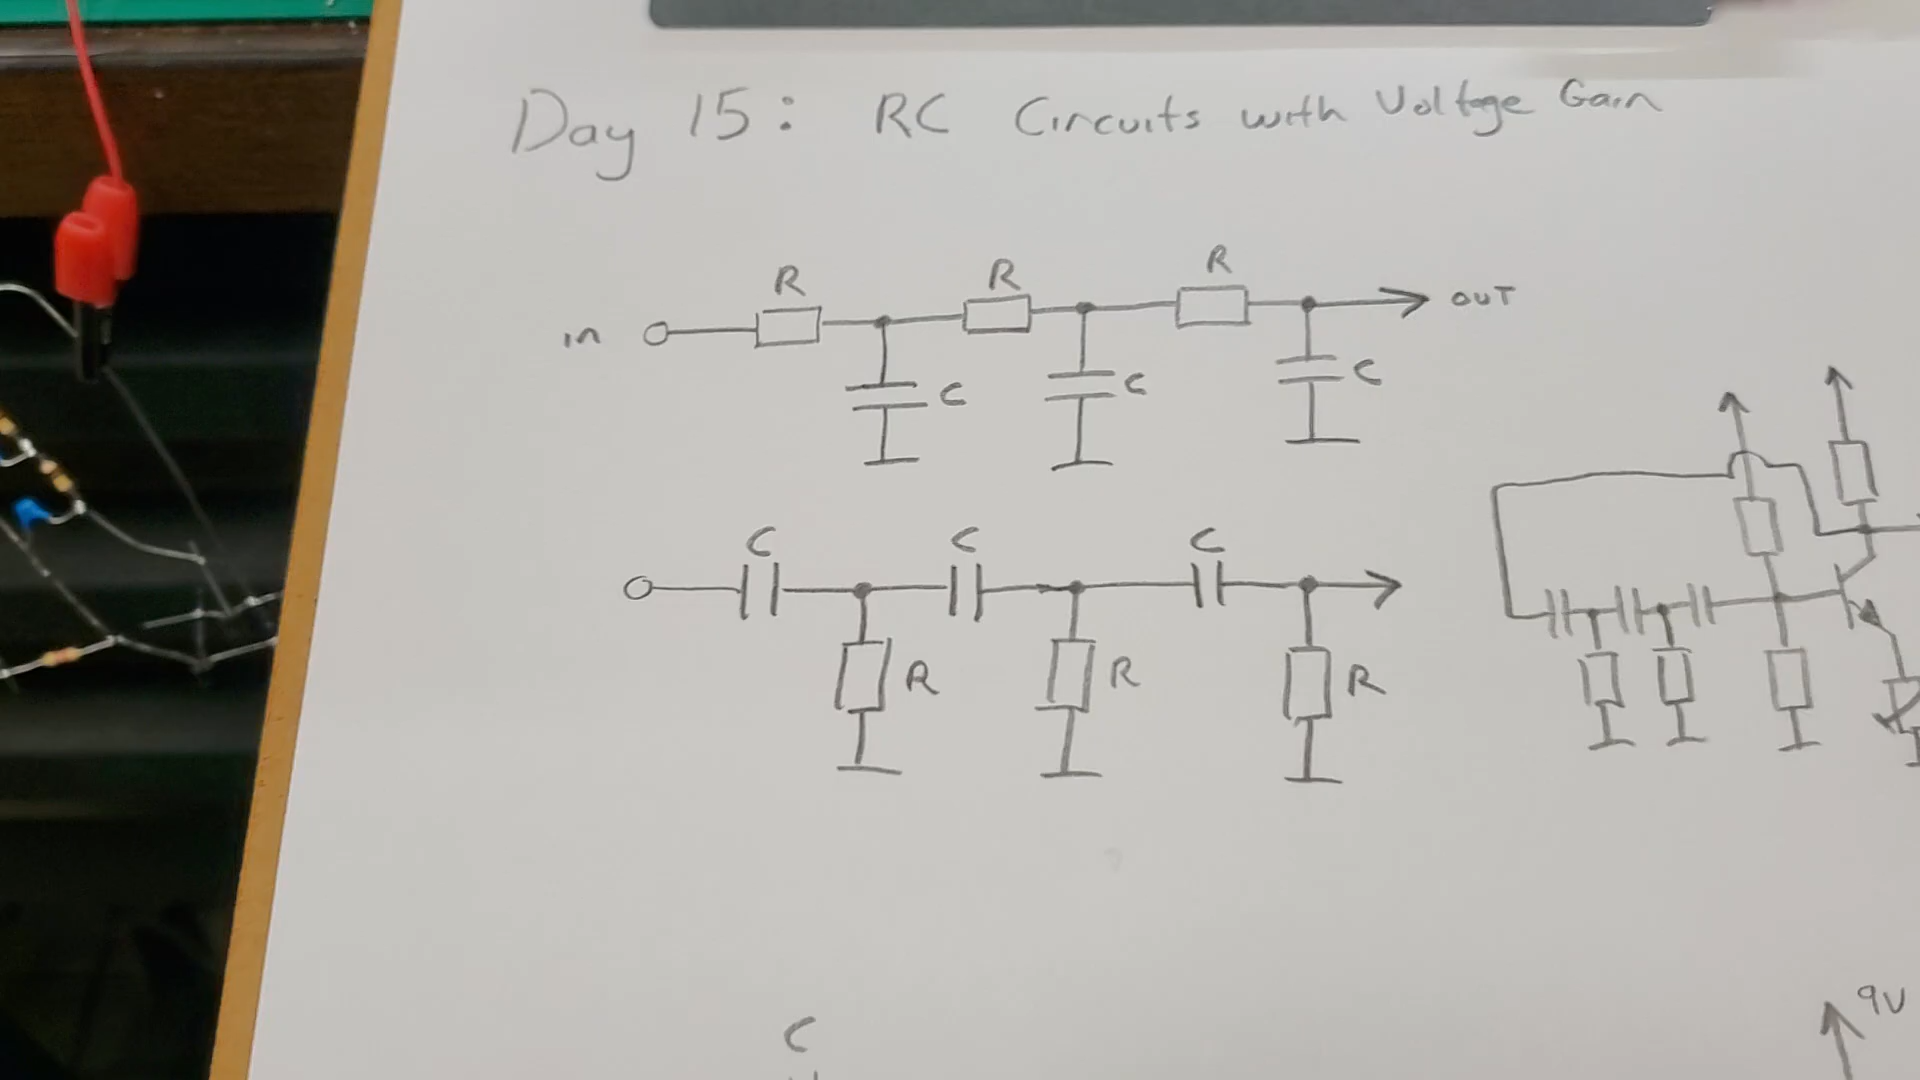 Day 15: RC Circuits with Voltage Gain
R R R
in OUT
C C C
C C C
R R R
9V
C